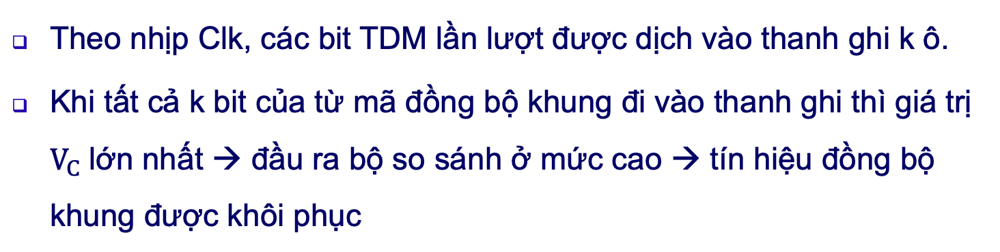 ❑ Theo nhịp Clk, các bit TDM lần lượt được dịch vào thanh ghi k ô.
❑ Khi tất cả k bit của từ mã đồng bộ khung đi vào thanh ghi thì giá trị
V_C lớn nhất → đầu ra bộ so sánh ở mức cao → tín hiệu đồng bộ
khung được khôi phục